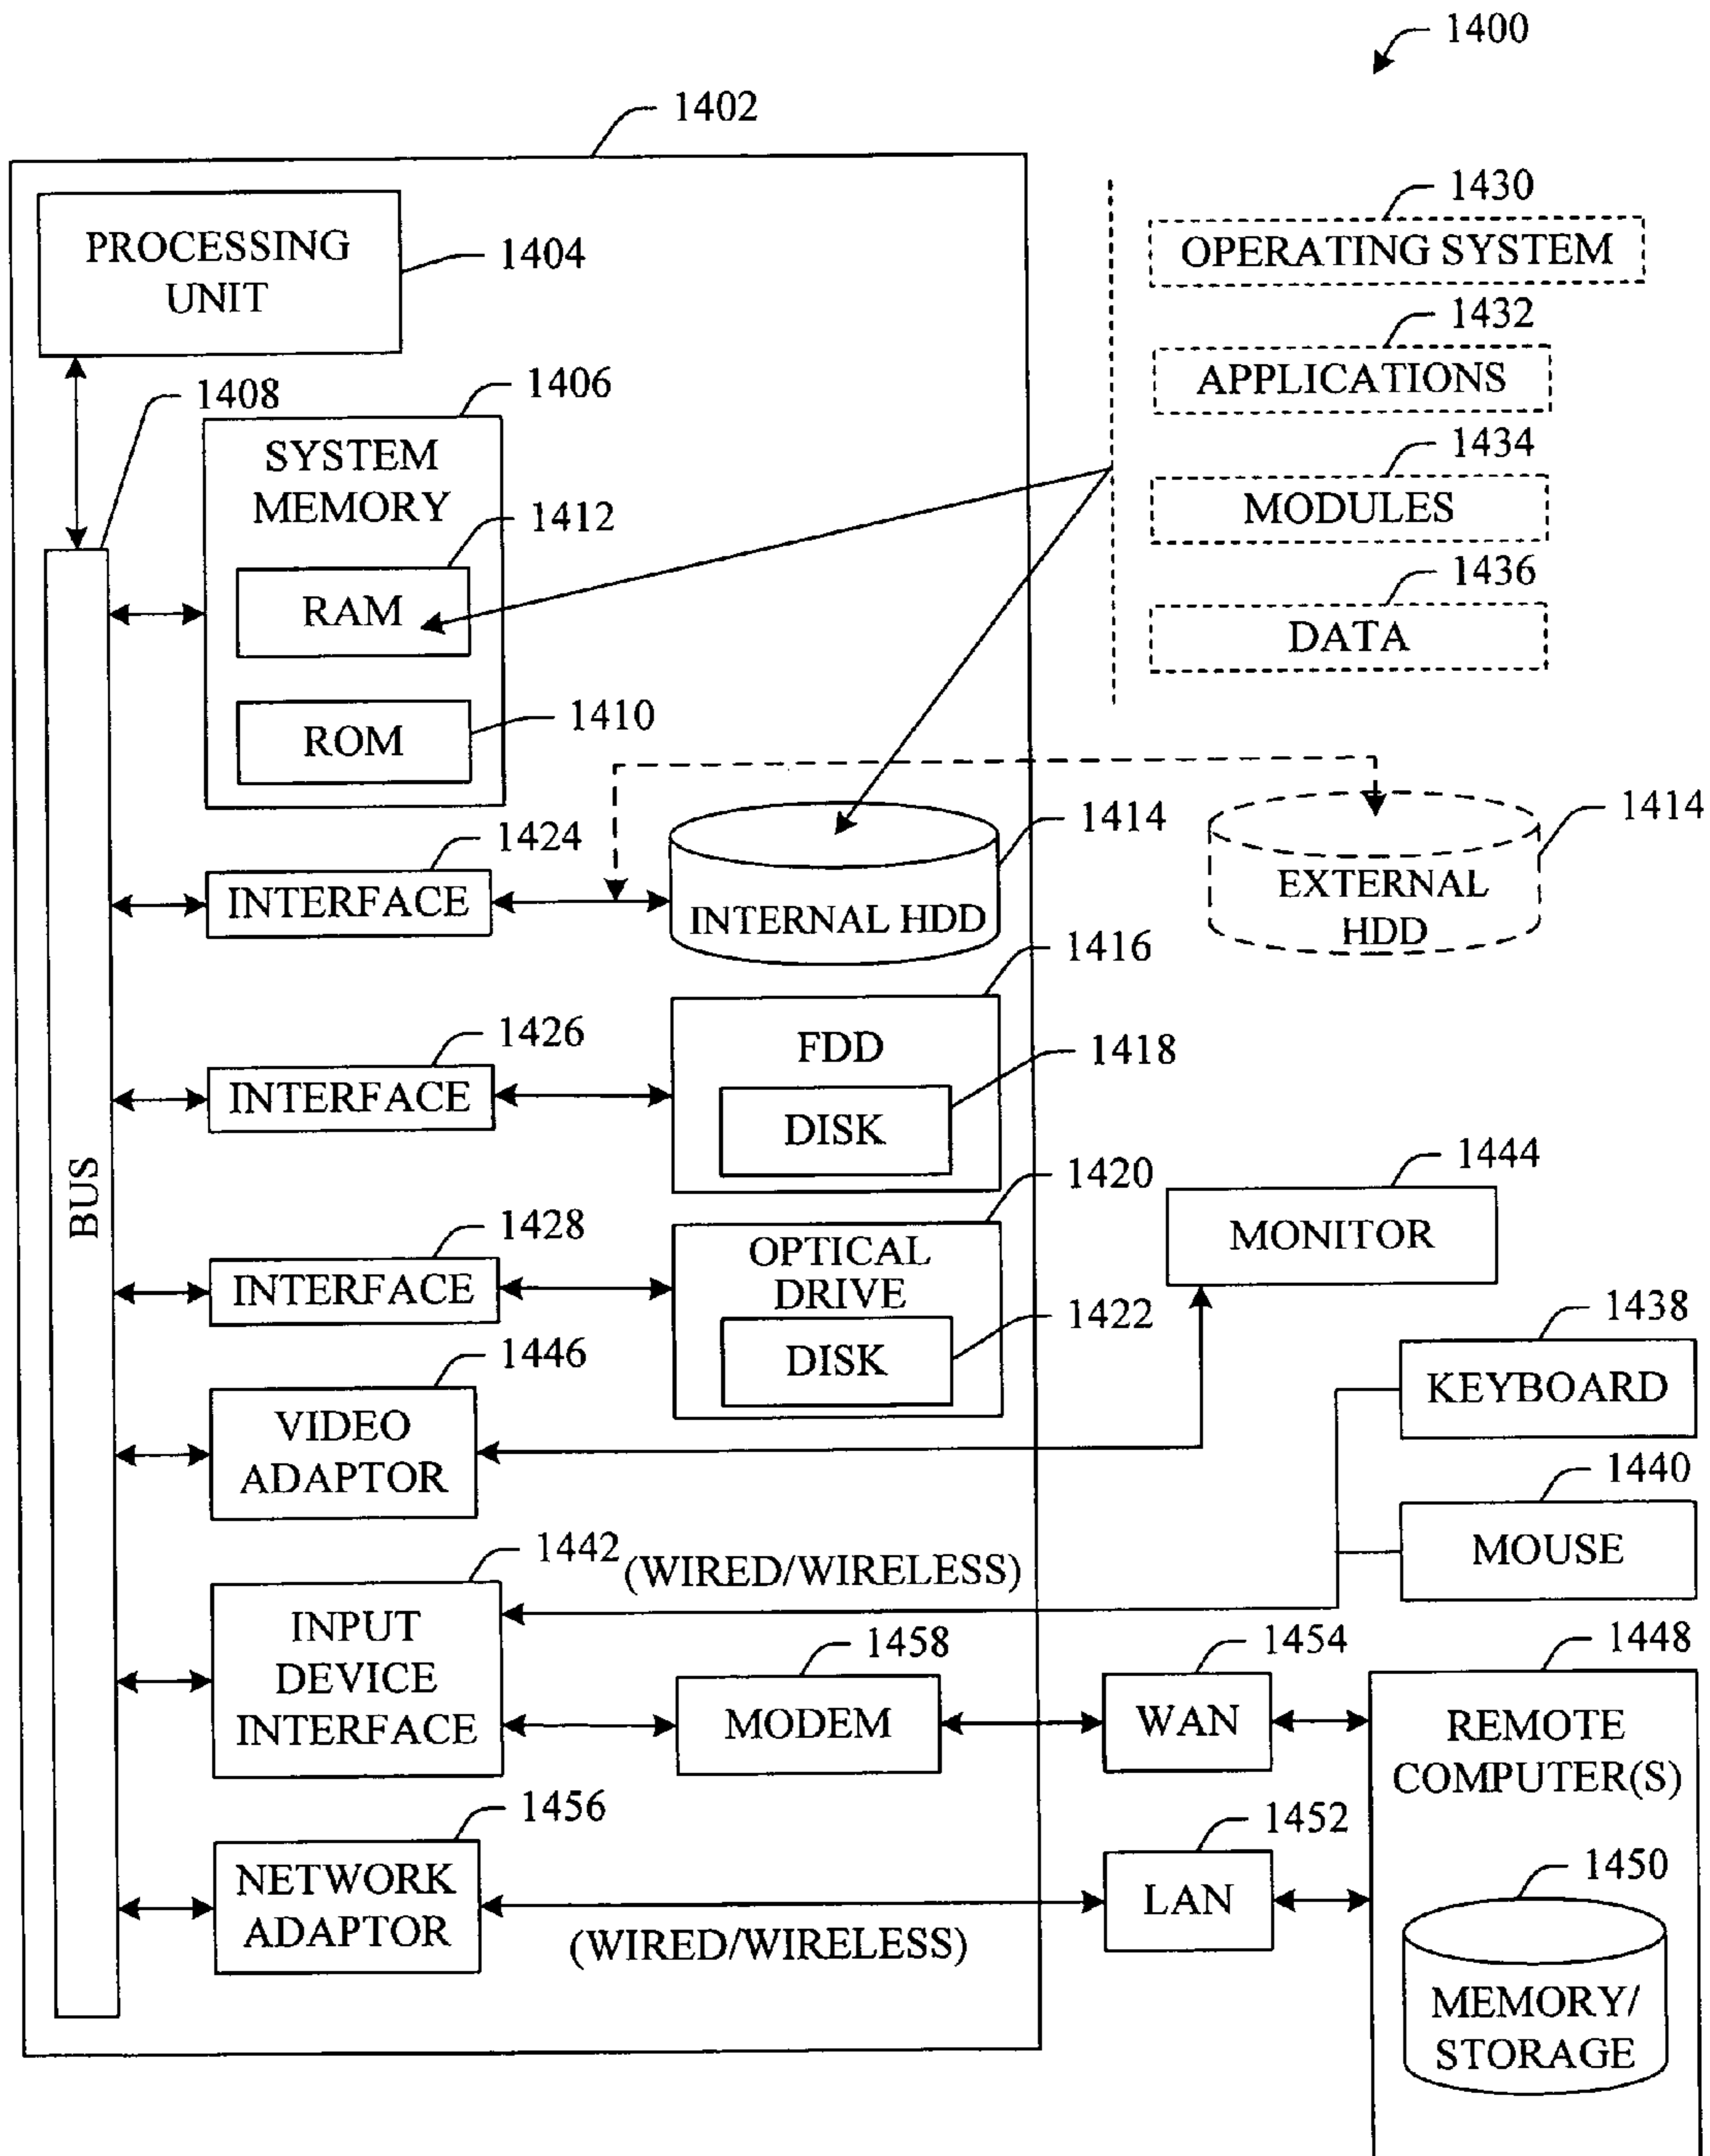 1400
1402
PROCESSING
UNIT
1404
1430
OPERATING SYSTEM
1432
APPLICATIONS
1434
MODULES
1436
DATA
1408
1406
SYSTEM
MEMORY
1412
RAM
1410
ROM
BUS
1424
INTERFACE
1414
INTERNAL HDD
1414
EXTERNAL
HDD
1416
1426
INTERFACE
FDD
1418
DISK
1420
1428
INTERFACE
OPTICAL
DRIVE
1422
DISK
1444
MONITOR
1438
KEYBOARD
1446
VIDEO
ADAPTOR
1440
MOUSE
1442
(WIRED/WIRELESS)
INPUT
DEVICE
INTERFACE
1458
MODEM
1454
WAN
1448
REMOTE
COMPUTER(S)
1456
NETWORK
ADAPTOR
(WIRED/WIRELESS)
1452
LAN
1450
MEMORY/
STORAGE